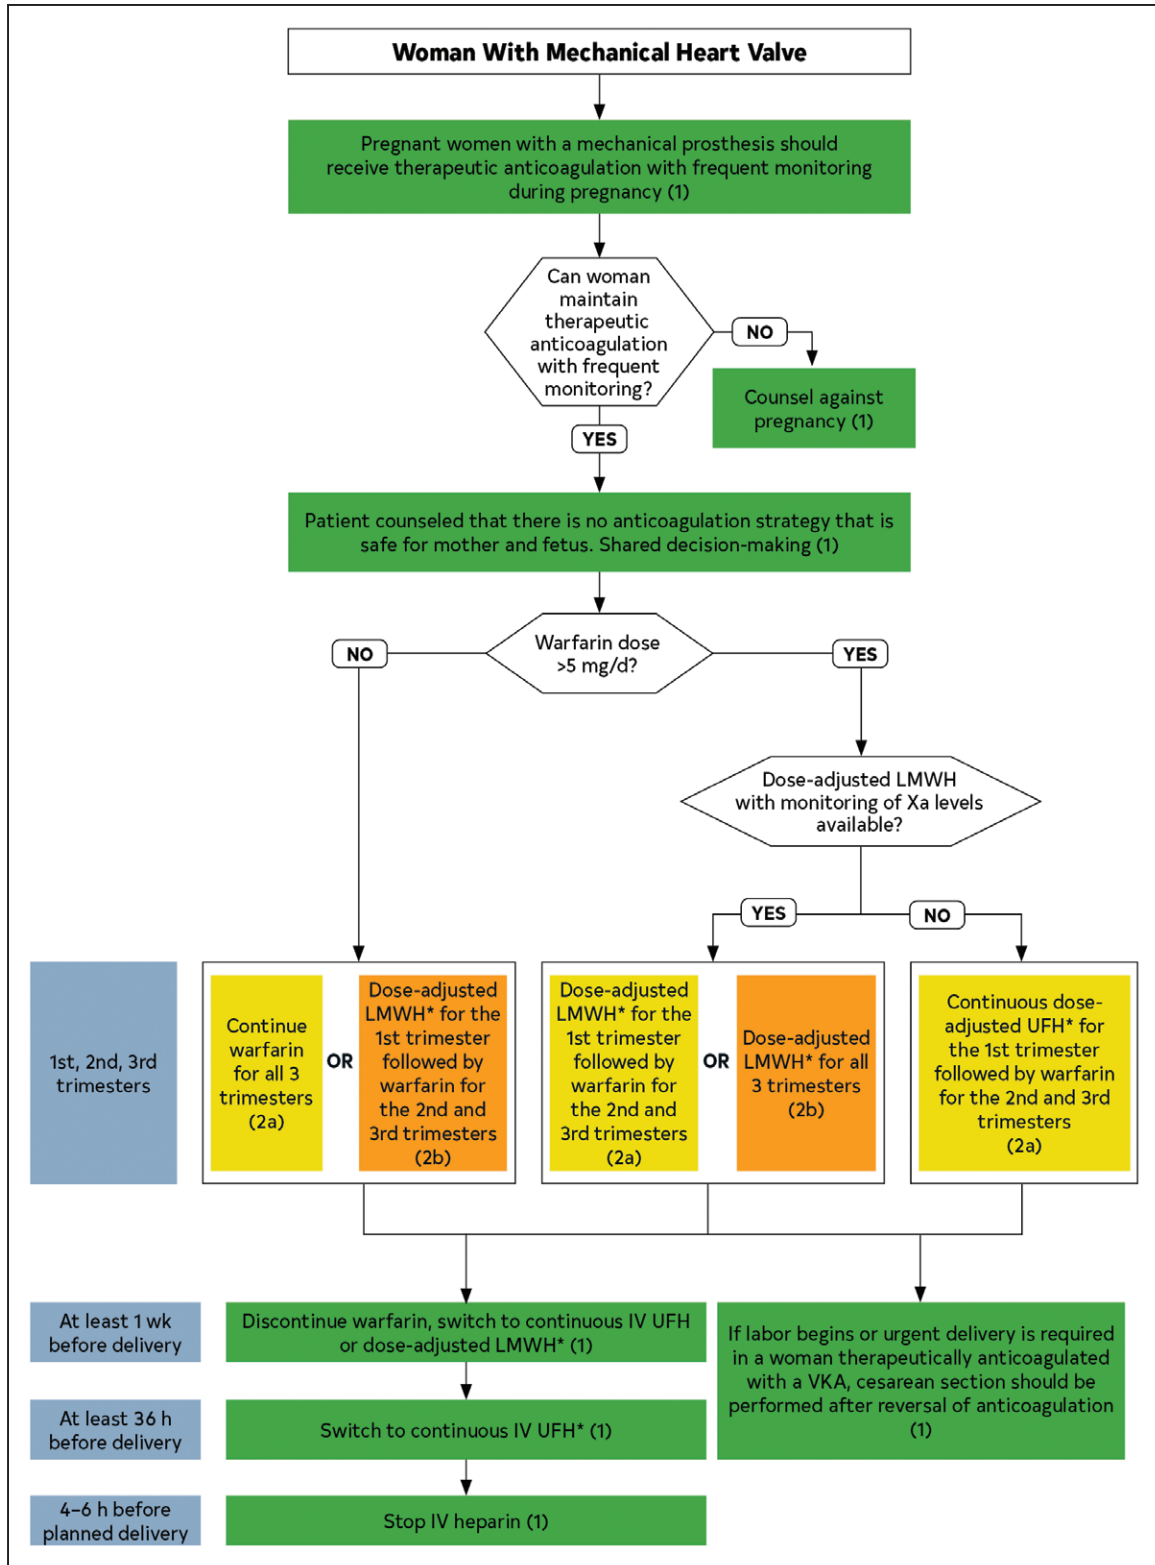 Woman With Mechanical Heart Valve
Pregnant women with a mechanical prosthesis should
receive therapeutic anticoagulation with frequent monitoring
during pregnancy (1)
Can woman
maintain
therapeutic
anticoagulation
with frequent
monitoring?
NO
Counsel against
pregnancy (1)
YES
Patient counseled that there is no anticoagulation strategy that is
safe for mother and fetus. Shared decision-making (1)
Warfarin dose
>5 mg/d?
NO
YES
Dose-adjusted LMWH
with monitoring of Xa levels
available?
YES
NO
1st, 2nd, 3rd
trimesters
Continue
warfarin
for all 3
trimesters
(2a)
OR
Dose-adjusted
LMWH* for the
1st trimester
followed by
warfarin for
the 2nd and
3rd trimesters
(2b)
Dose-adjusted
LMWH* for the
1st trimester
followed by
warfarin for
the 2nd and
3rd trimesters
(2a)
OR
Dose-adjusted
LMWH* for all
3 trimesters
(2b)
Continuous dose-
adjusted UFH* for
the 1st trimester
followed by warfarin
for the 2nd and 3rd
trimesters
(2a)
At least 1 wk
before delivery
Discontinue warfarin, switch to continuous IV UFH
or dose-adjusted LMWH* (1)
If labor begins or urgent delivery is required
in a woman therapeutically anticoagulated
with a VKA, cesarean section should be
performed after reversal of anticoagulation
(1)
At least 36 h
before delivery
Switch to continuous IV UFH* (1)
4–6 h before
planned delivery
Stop IV heparin (1)